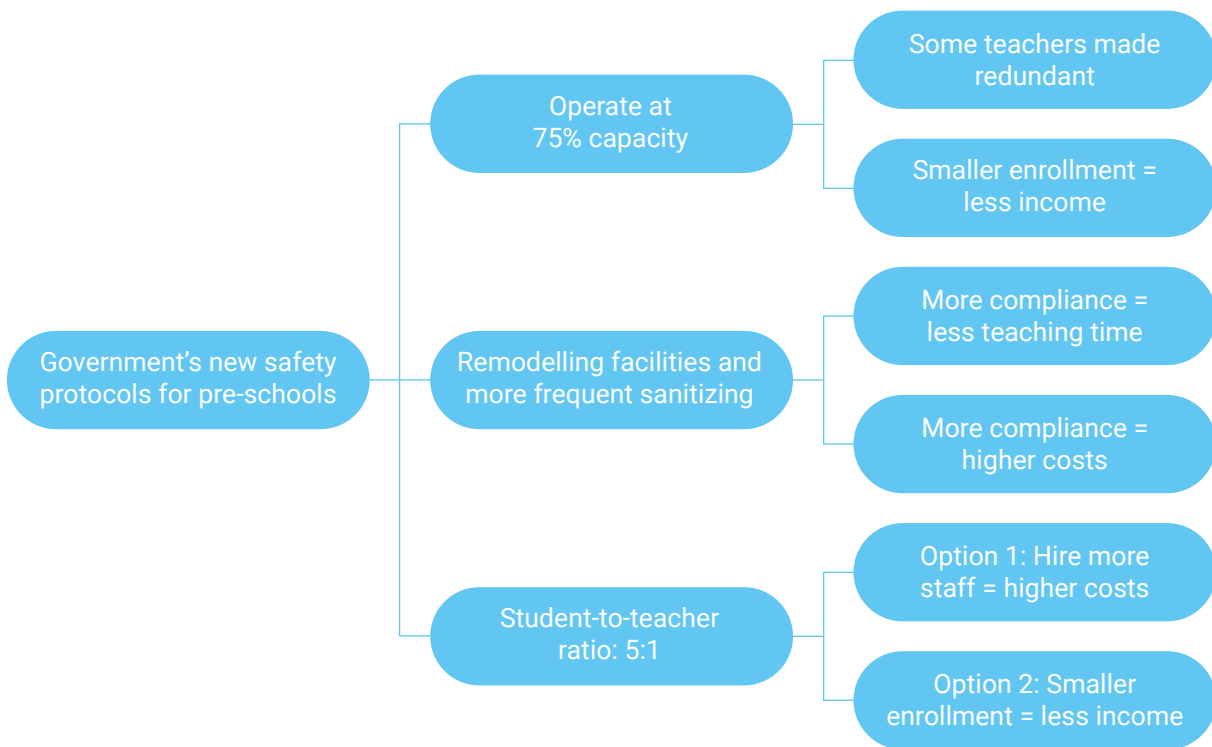 Government’s new safety
protocols for pre-schools
Operate at
75% capacity
Some teachers made
redundant
Smaller enrollment =
less income
Remodelling facilities and
more frequent sanitizing
More compliance =
less teaching time
More compliance =
higher costs
Student-to-teacher
ratio: 5:1
Option 1: Hire more
staff = higher costs
Option 2: Smaller
enrollment = less income